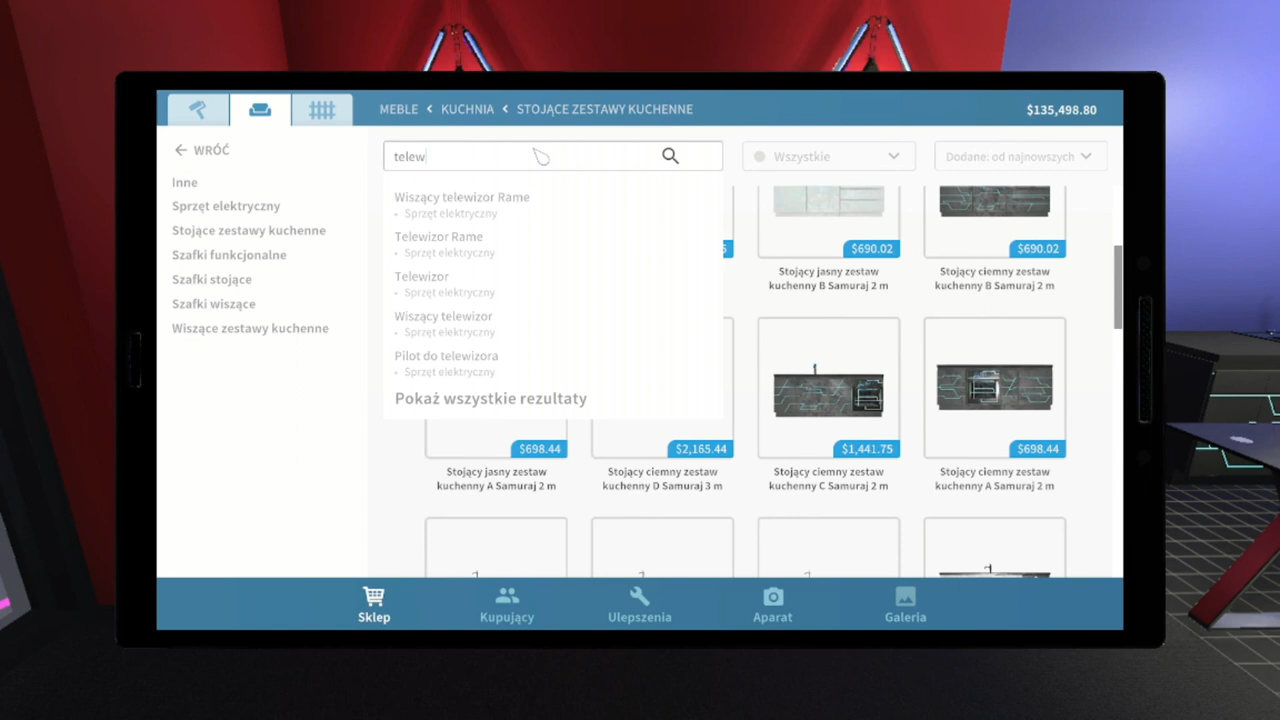 MEBLE < KUCHNIA < STOJĄCE ZESTAWY KUCHENNE
$135,498.80
WRÓĆ
Inne
Sprzęt elektryczny
Stojące zestawy kuchenne
Szafki funkcjonalne
Szafki stojące
Szafki wiszące
Wiszące zestawy kuchenne
telew
Wszystkie
Dodane: od najnowszych
Wiszący telewizor Rame
- Sprzęt elektryczny
Telewizor Rame
- Sprzęt elektryczny
Telewizor
- Sprzęt elektryczny
Wiszący telewizor
- Sprzęt elektryczny
Pilot do telewizora
- Sprzęt elektryczny
Pokaż wszystkie rezultaty
$690.02
$690.02
Stojący jasny zestaw
kuchenny B Samuraj 2 m
Stojący ciemny zestaw
kuchenny B Samuraj 2 m
$698.44
$2,165.44
$1,441.75
$698.44
Stojący jasny zestaw
kuchenny A Samuraj 2 m
Stojący ciemny zestaw
kuchenny D Samuraj 3 m
Stojący ciemny zestaw
kuchenny C Samuraj 2 m
Stojący ciemny zestaw
kuchenny A Samuraj 2 m
Sklep
Kupujący
Ulepszenia
Aparat
Galeria